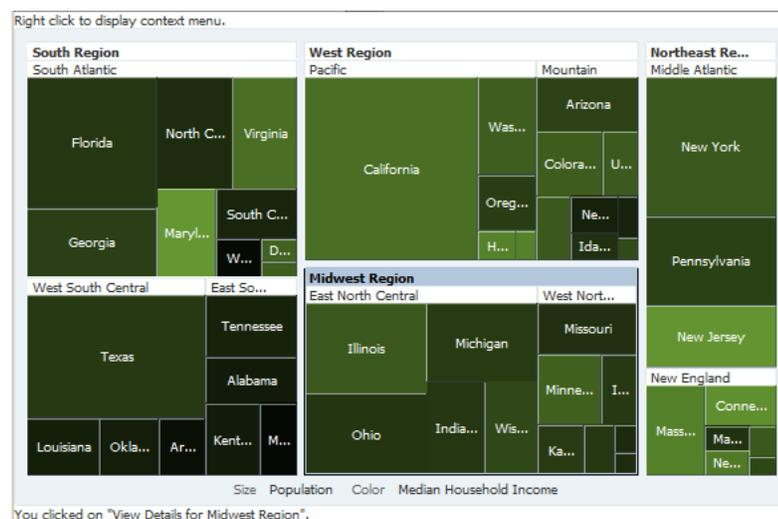 Right click to display context menu.
South Region
South Atlantic
Florida
North C...
Virginia
Georgia
Maryl...
South C...
W...
D...
West South Central
East So...
Texas
Tennessee
Alabama
Louisiana
Okla...
Ar...
Kent...
M...
West Region
Pacific
Mountain
California
Was...
Oreg...
H...
Arizona
Colora...
U...
Ne...
Ida...
Midwest Region
East North Central
West Nort...
Illinois
Michigan
Ohio
India...
Wis...
Missouri
Minne...
I...
Ka...
Northeast Re...
Middle Atlantic
New York
Pennsylvania
New Jersey
New England
Mass...
Conne...
Ma...
Ne...
Size Population Color Median Household Income
You clicked on "View Details for Midwest Region".